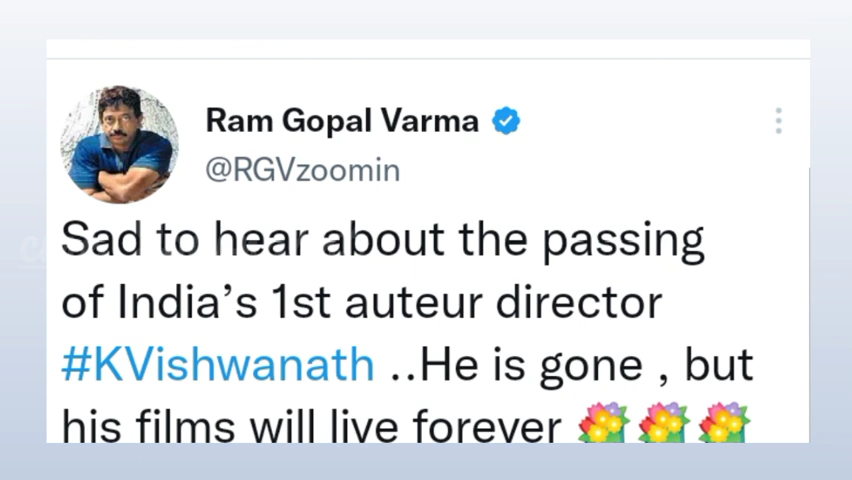 Ram Gopal Varma
@RGVzoomin
Sad to hear about the passing
of India’s 1st auteur director
#KVishwanath ..He is gone , but
his films will live forever 💐💐💐